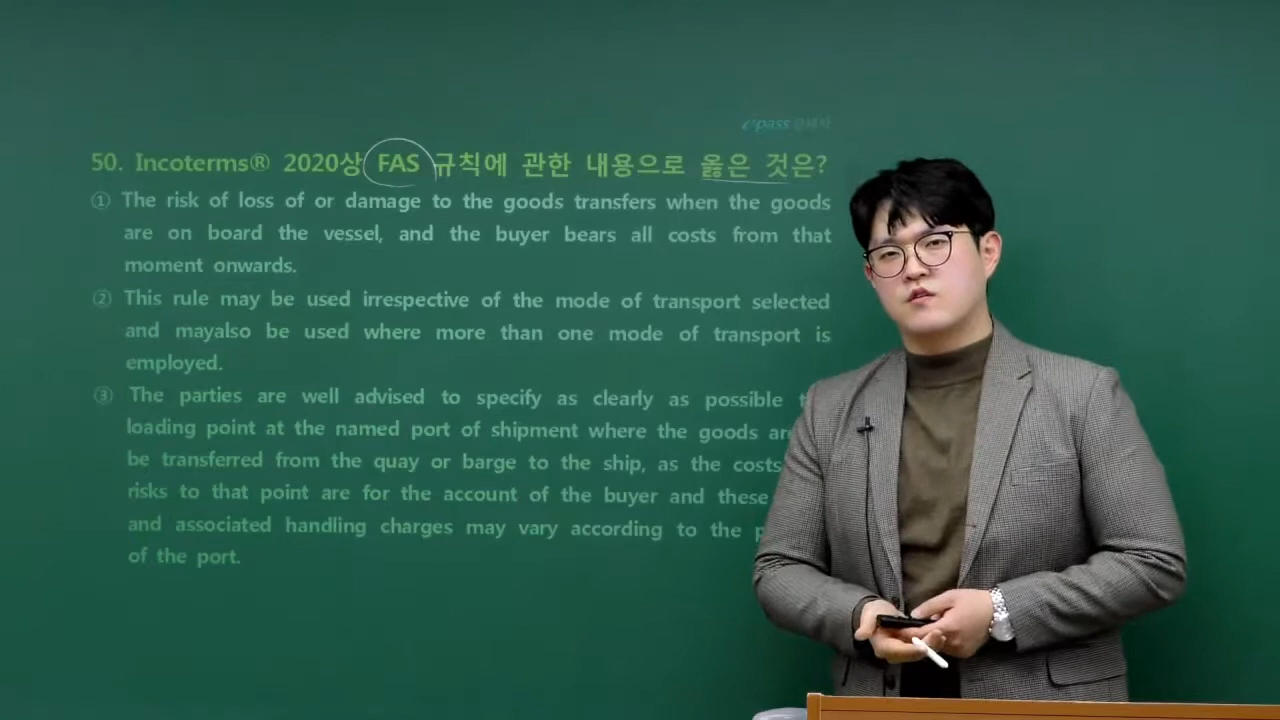 epass 관세사
50. Incoterms® 2020상 FAS 규칙에 관한 내용으로 옳은 것은?
① The risk of loss of or damage to the goods transfers when the goods
are on board the vessel, and the buyer bears all costs from that
moment onwards.
② This rule may be used irrespective of the mode of transport selected
and mayalso be used where more than one mode of transport is
employed.
③ The parties are well advised to specify as clearly as possible
loading point at the named port of shipment where the goods
be transferred from the quay or barge to the ship, as the costs
risks to that point are for the account of the buyer and these
and associated handling charges may vary according to the
of the port.